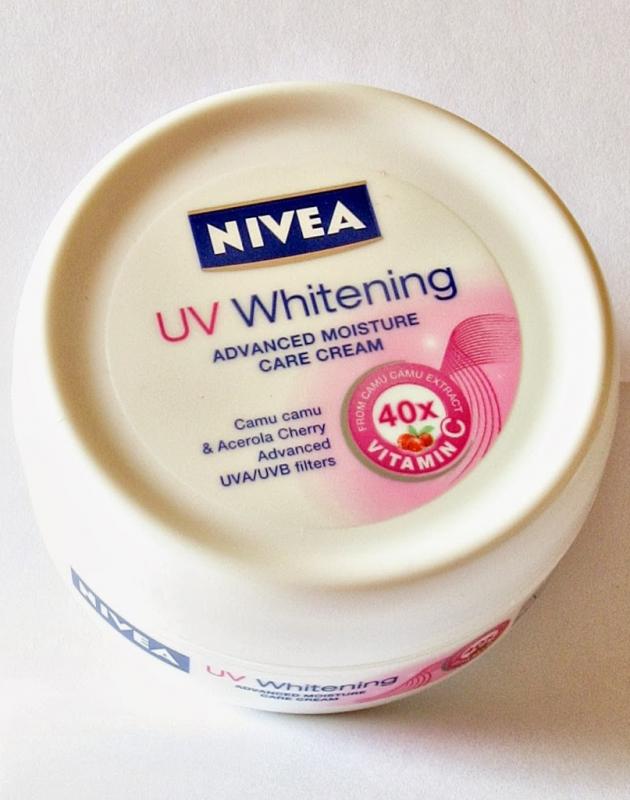 NIVEA
UV Whitening
ADVANCED MOISTURE
CARE CREAM
Camu camu
& Acerola Cherry
Advanced
UVA/UVB filters
FROM CAMU CAMU EXTRACT
40x
VITAMIN C
NIVEA
UV Whitening
ADVANCED MOISTURE
CARE CREAM